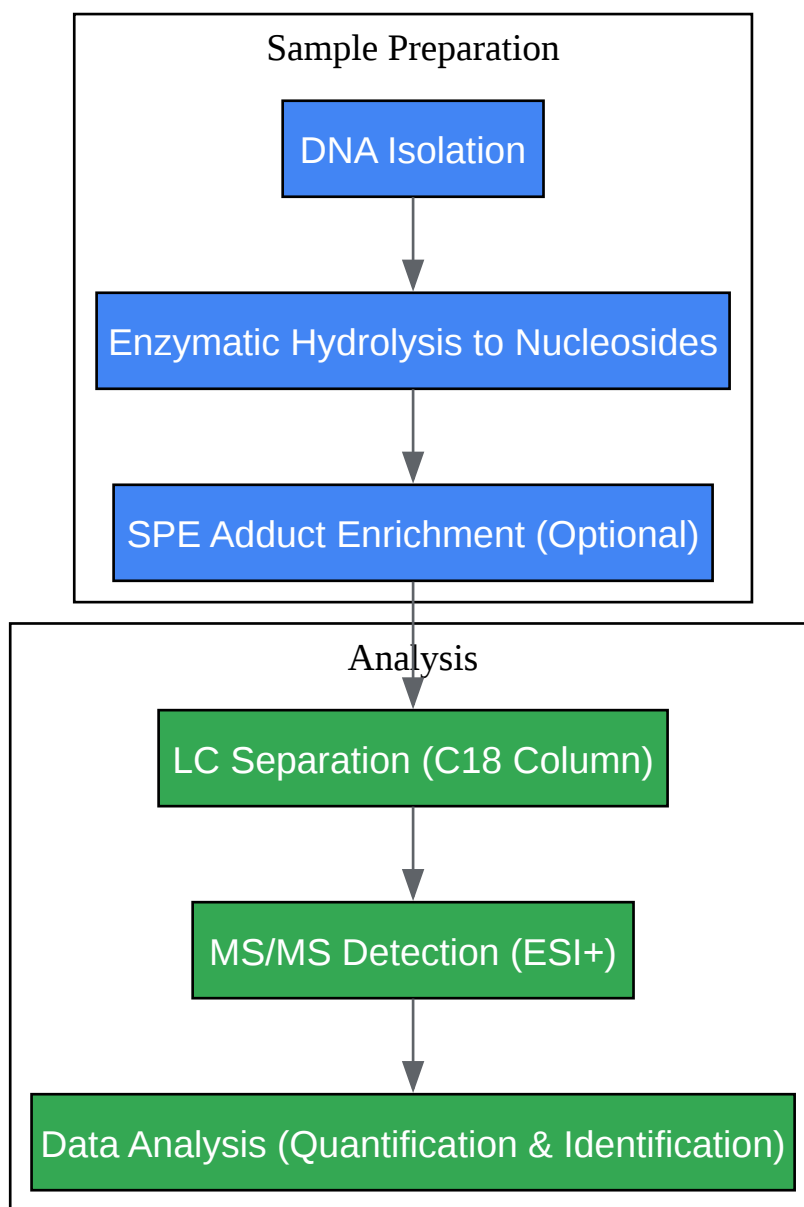 Sample Preparation
DNA Isolation
Enzymatic Hydrolysis to Nucleosides
SPE Adduct Enrichment (Optional)
Analysis
LC Separation (C18 Column)
MS/MS Detection (ESI+)
Data Analysis (Quantification & Identification)